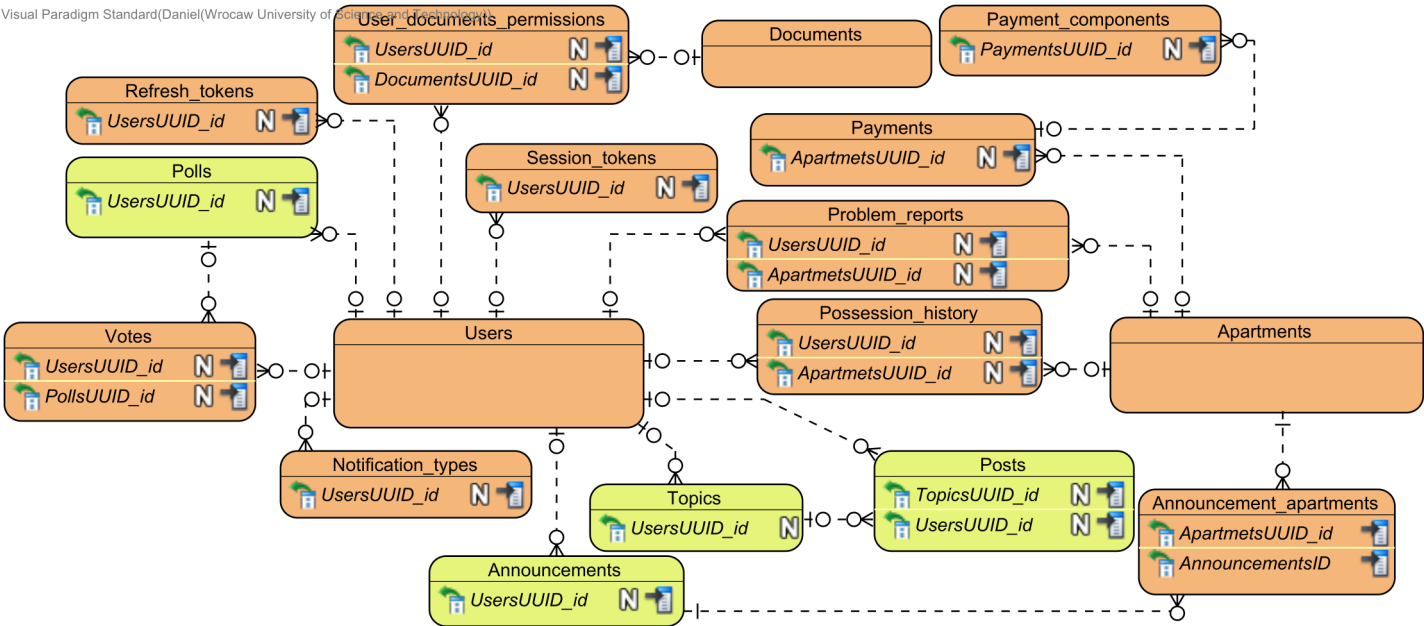 Visual Paradigm Standard(Daniel(Wrocaw University of Science and Technology))
User_documents_permissions
UsersUUID_id N
DocumentsUUID_id N
Documents
Payment_components
PaymentsUUID_id N
Refresh_tokens
UsersUUID_id N
Payments
ApartmetsUUID_id N
Session_tokens
UsersUUID_id N
Polls
UsersUUID_id N
Problem_reports
UsersUUID_id N
ApartmetsUUID_id N
Possession_history
UsersUUID_id N
ApartmetsUUID_id N
Votes
UsersUUID_id N
PollsUUID_id N
Users
Apartments
Notification_types
UsersUUID_id N
Topics
UsersUUID_id N
Posts
TopicsUUID_id N
UsersUUID_id N
Announcement_apartments
ApartmetsUUID_id
AnnouncementsID
Announcements
UsersUUID_id N